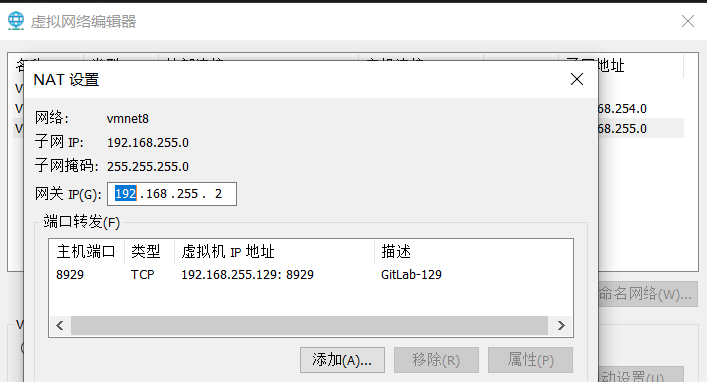 虚拟网络编辑器
子网地址
NAT 设置
网络: vmnet8
68.254.0
子网 IP: 192.168.255.0
68.255.0
子网掩码: 255.255.255.0
网关 IP(G): 192.168.255. 2
端口转发(F)
主机端口 类型 虚拟机 IP 地址 描述
8929 TCP 192.168.255.129: 8929 GitLab-129
命名网络(W)...
添加(A)... 移除(R) 属性(P)
动设置(U)